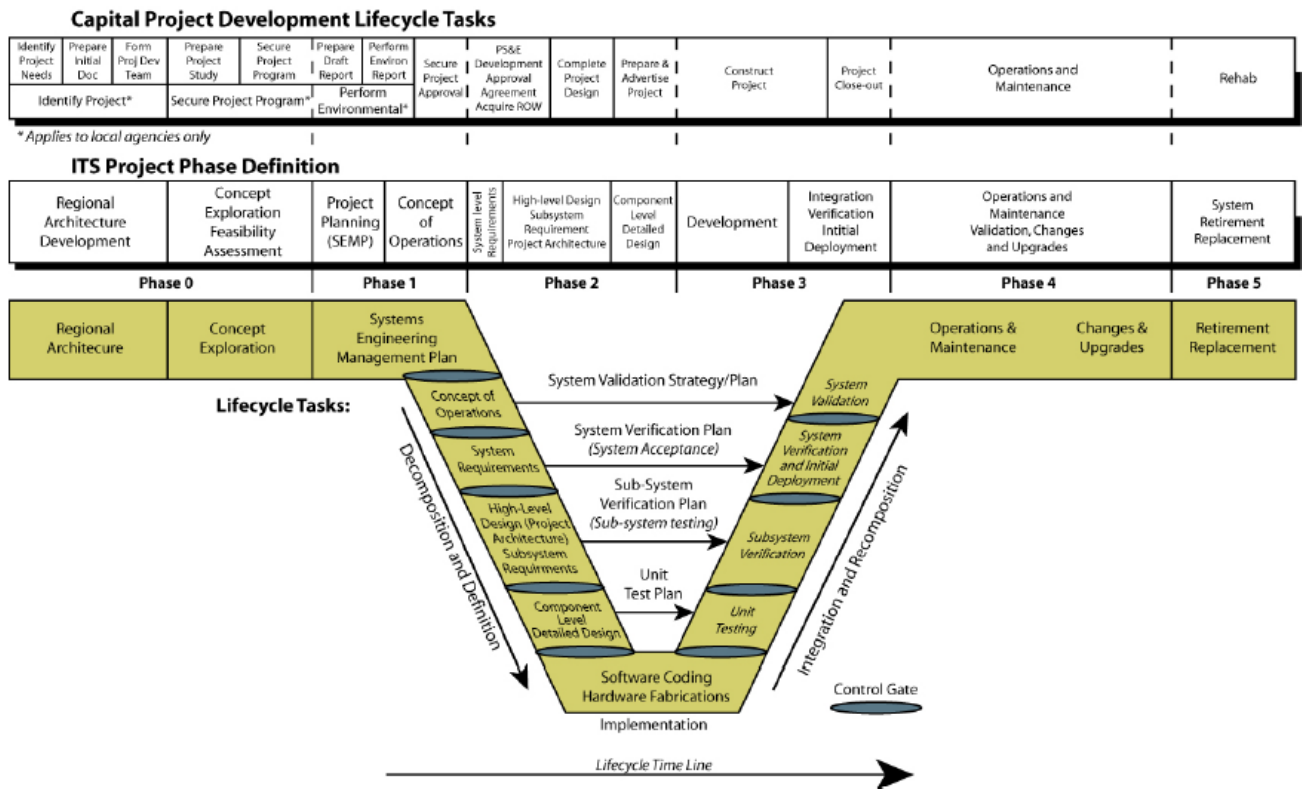 Capital Project Development Lifecycle Tasks
Identify
Project
Needs
Prepare
Initial
Doc
Form
Proj Dev
Team
Prepare
Project
Study
Secure
Project
Program
Prepare
Draft
Report
Perform
Environ
Report
Secure
Project
Approval
PS&E
Development
Approval
Agreement
Acquire ROW
Complete
Project
Design
Prepare &
Advertise
Project
Construct
Project
Project
Close-out
Operations and
Maintenance
Rehab
Identify Project*
Secure Project Program*
Perform
Environmental*
* Applies to local agencies only
ITS Project Phase Definition
Regional
Architecture
Development
Concept
Exploration
Feasibility
Assessment
Project
Planning
(SEMP)
Concept
of
Operations
System level
Requirements
High-level Design
Subsystem
Requirement
Project Architecture
Component
Level
Detailed
Design
Development
Integration
Verification
Intitial
Deployment
Operations and
Maintenance
Validation, Changes
and Upgrades
System
Retirement
Replacement
Phase 0
Phase 1
Phase 2
Phase 3
Phase 4
Phase 5
Regional
Architecure
Concept
Exploration
Systems
Engineering
Management Plan
Operations &
Maintenance
Changes &
Upgrades
Retirement
Replacement
Lifecycle Tasks:
Concept of
Operations
System Validation Strategy/Plan
System
Validation
System
Requirements
System Verification Plan
(System Acceptance)
System
Verification
and Initial
Deployment
High-Level
Design (Project
Architecture)
Subsystem
Requirments
Sub-System
Verification Plan
(Sub-system testing)
Subsystem
Verification
Component
Level
Detailed Design
Unit
Test Plan
Unit
Testing
Decomposition and Definition
Integration and Recomposition
Software Coding
Hardware Fabrications
Implementation
Control Gate
Lifecycle Time Line